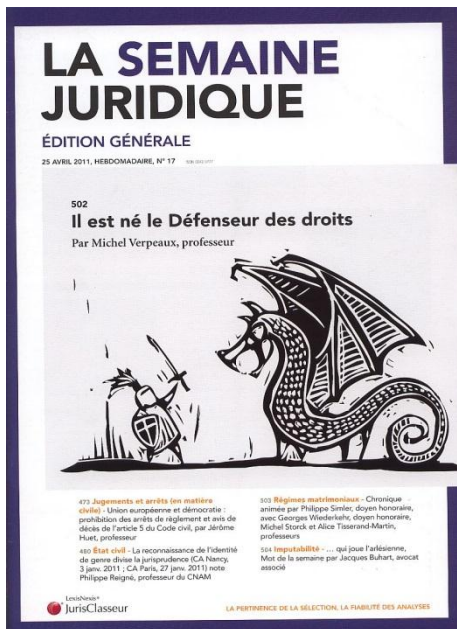 LA SEMAINE
JURIDIQUE
ÉDITION GÉNÉRALE
25 AVRIL 2011, HEBDOMADAIRE, N° 17
502
Il est né le Défenseur des droits
Par Michel Verpeaux, professeur
473 Jugements et arrêts (en matière
civile) - Union européenne et démocratie :
prohibition des arrêts de règlement et avis de
décès de l'article 5 du Code civil, par Jérôme
Huet, professeur
480 État civil - La reconnaissance de l'identité
de genre divise la jurisprudence (CA Nancy,
3 janv. 2011 ; CA Paris, 27 janv. 2011) note
Philippe Reigné, professeur du CNAM
503 Régimes matrimoniaux - Chronique
animée par Philippe Simler, doyen honoraire,
avec Georges Wiederkehr, doyen honoraire,
Michel Storck et Alice Tisserand-Martin,
professeurs
504 Imputabilité - ... qui joue l'arlésienne,
Mot de la semaine par Jacques Buhart, avocat
associé
LexisNexis®
JurisClasseur
LA PERTINENCE DE LA SÉLECTION, LA FIABILITÉ DES ANALYSES